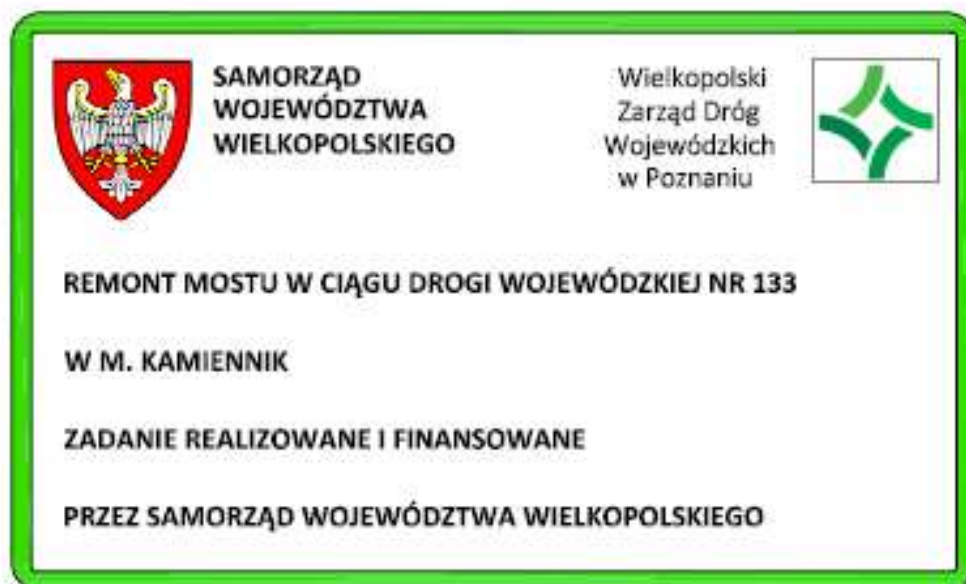 SAMORZĄD
WOJEWÓDZTWA
WIELKOPOLSKIEGO
Wielkopolski
Zarząd Dróg
Wojewódzkich
w Poznaniu
REMONT MOSTU W CIĄGU DROGI WOJEWÓDZKIEJ NR 133
W M. KAMIENNIK
ZADANIE REALIZOWANE I FINANSOWANE
PRZEZ SAMORZĄD WOJEWÓDZTWA WIELKOPOLSKIEGO